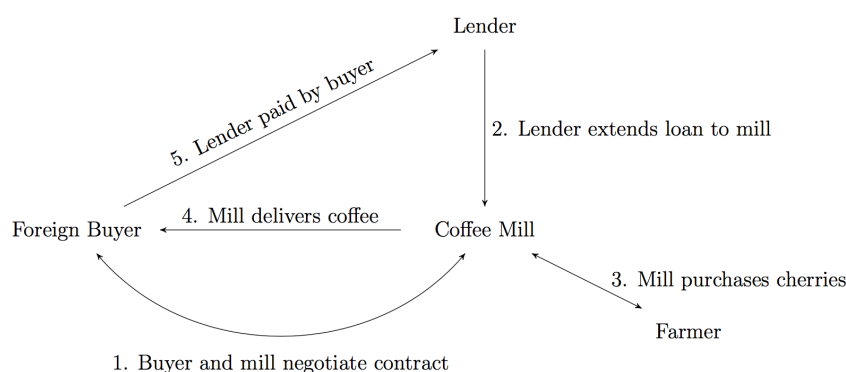 Lender
5. Lender paid by buyer
2. Lender extends loan to mill
4. Mill delivers coffee
Foreign Buyer
Coffee Mill
3. Mill purchases cherries
Farmer
1. Buyer and mill negotiate contract